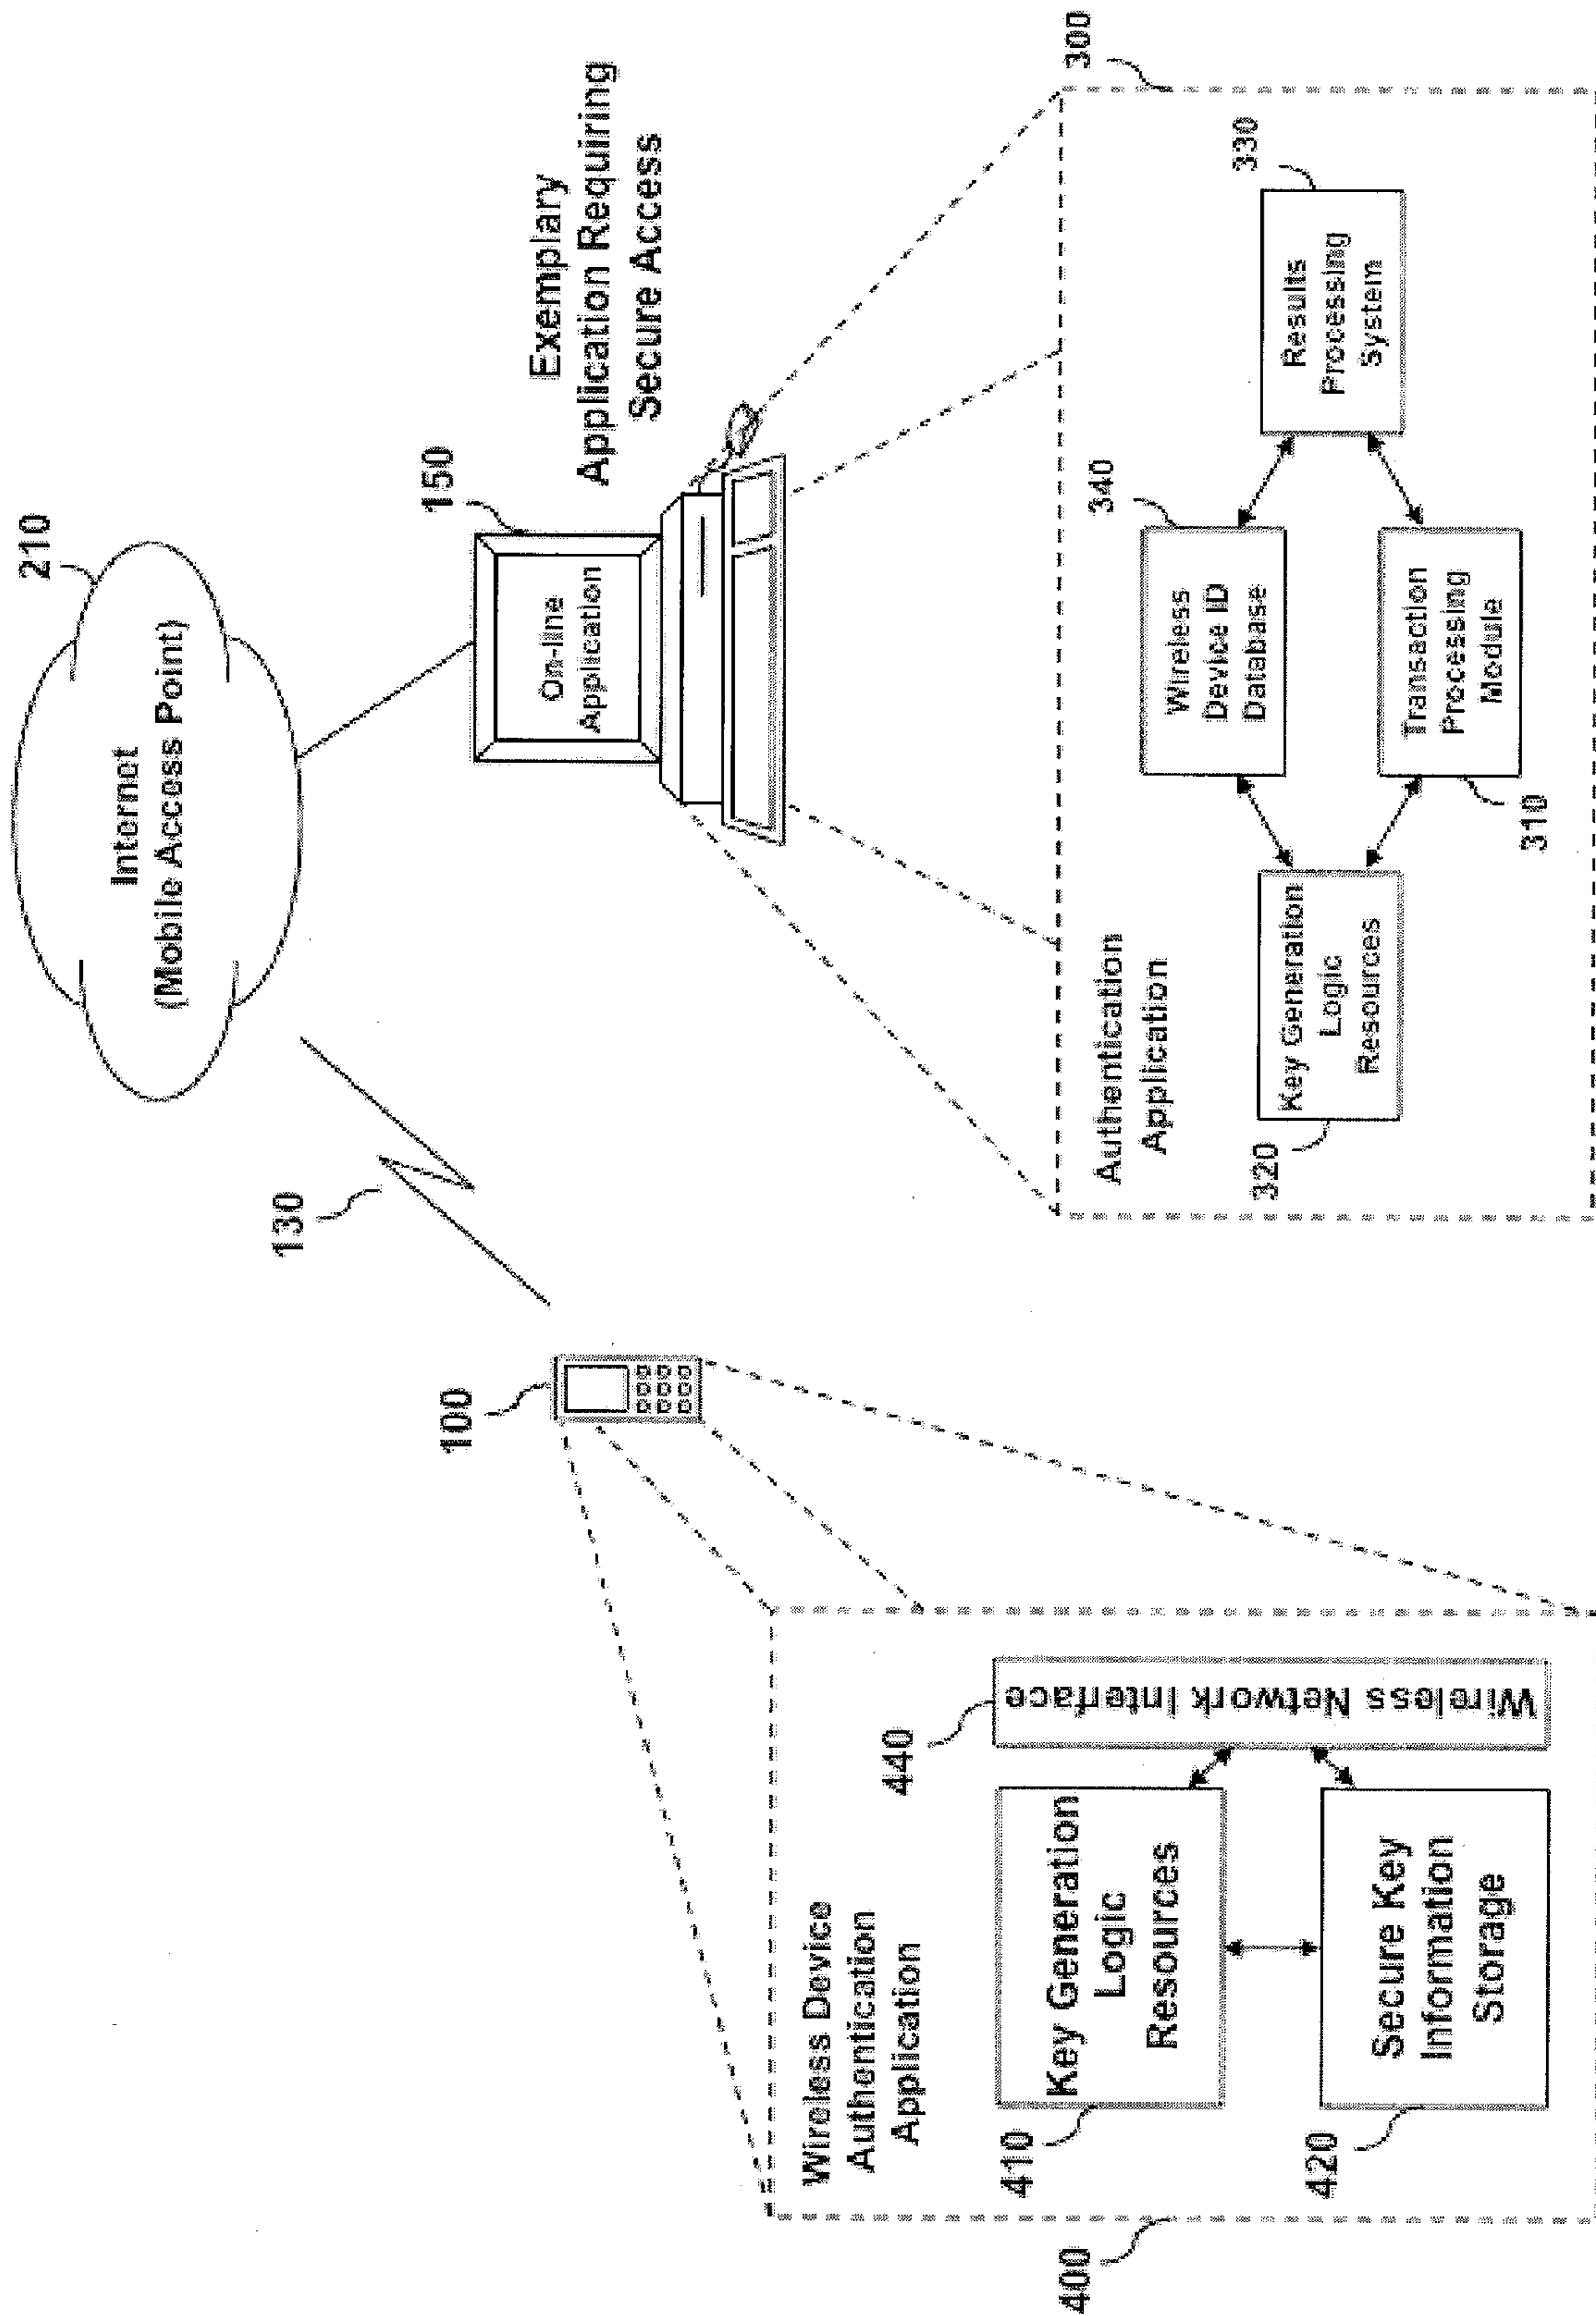 210
Internet
(Mobile Access Point)
130
150
On-line
Application
Exemplary
Application Requiring
Secure Access
100
Wireless Device
Authentication
Application
440
Wireless Network Interface
410
Key Generation
Logic
Resources
420
Secure Key
Information
Storage
400
300
Authentication
Application
340
Wireless
Device ID
Database
330
Results
Processing
System
320
Key Generation
Logic
Resources
Transaction
Processing
Module
310